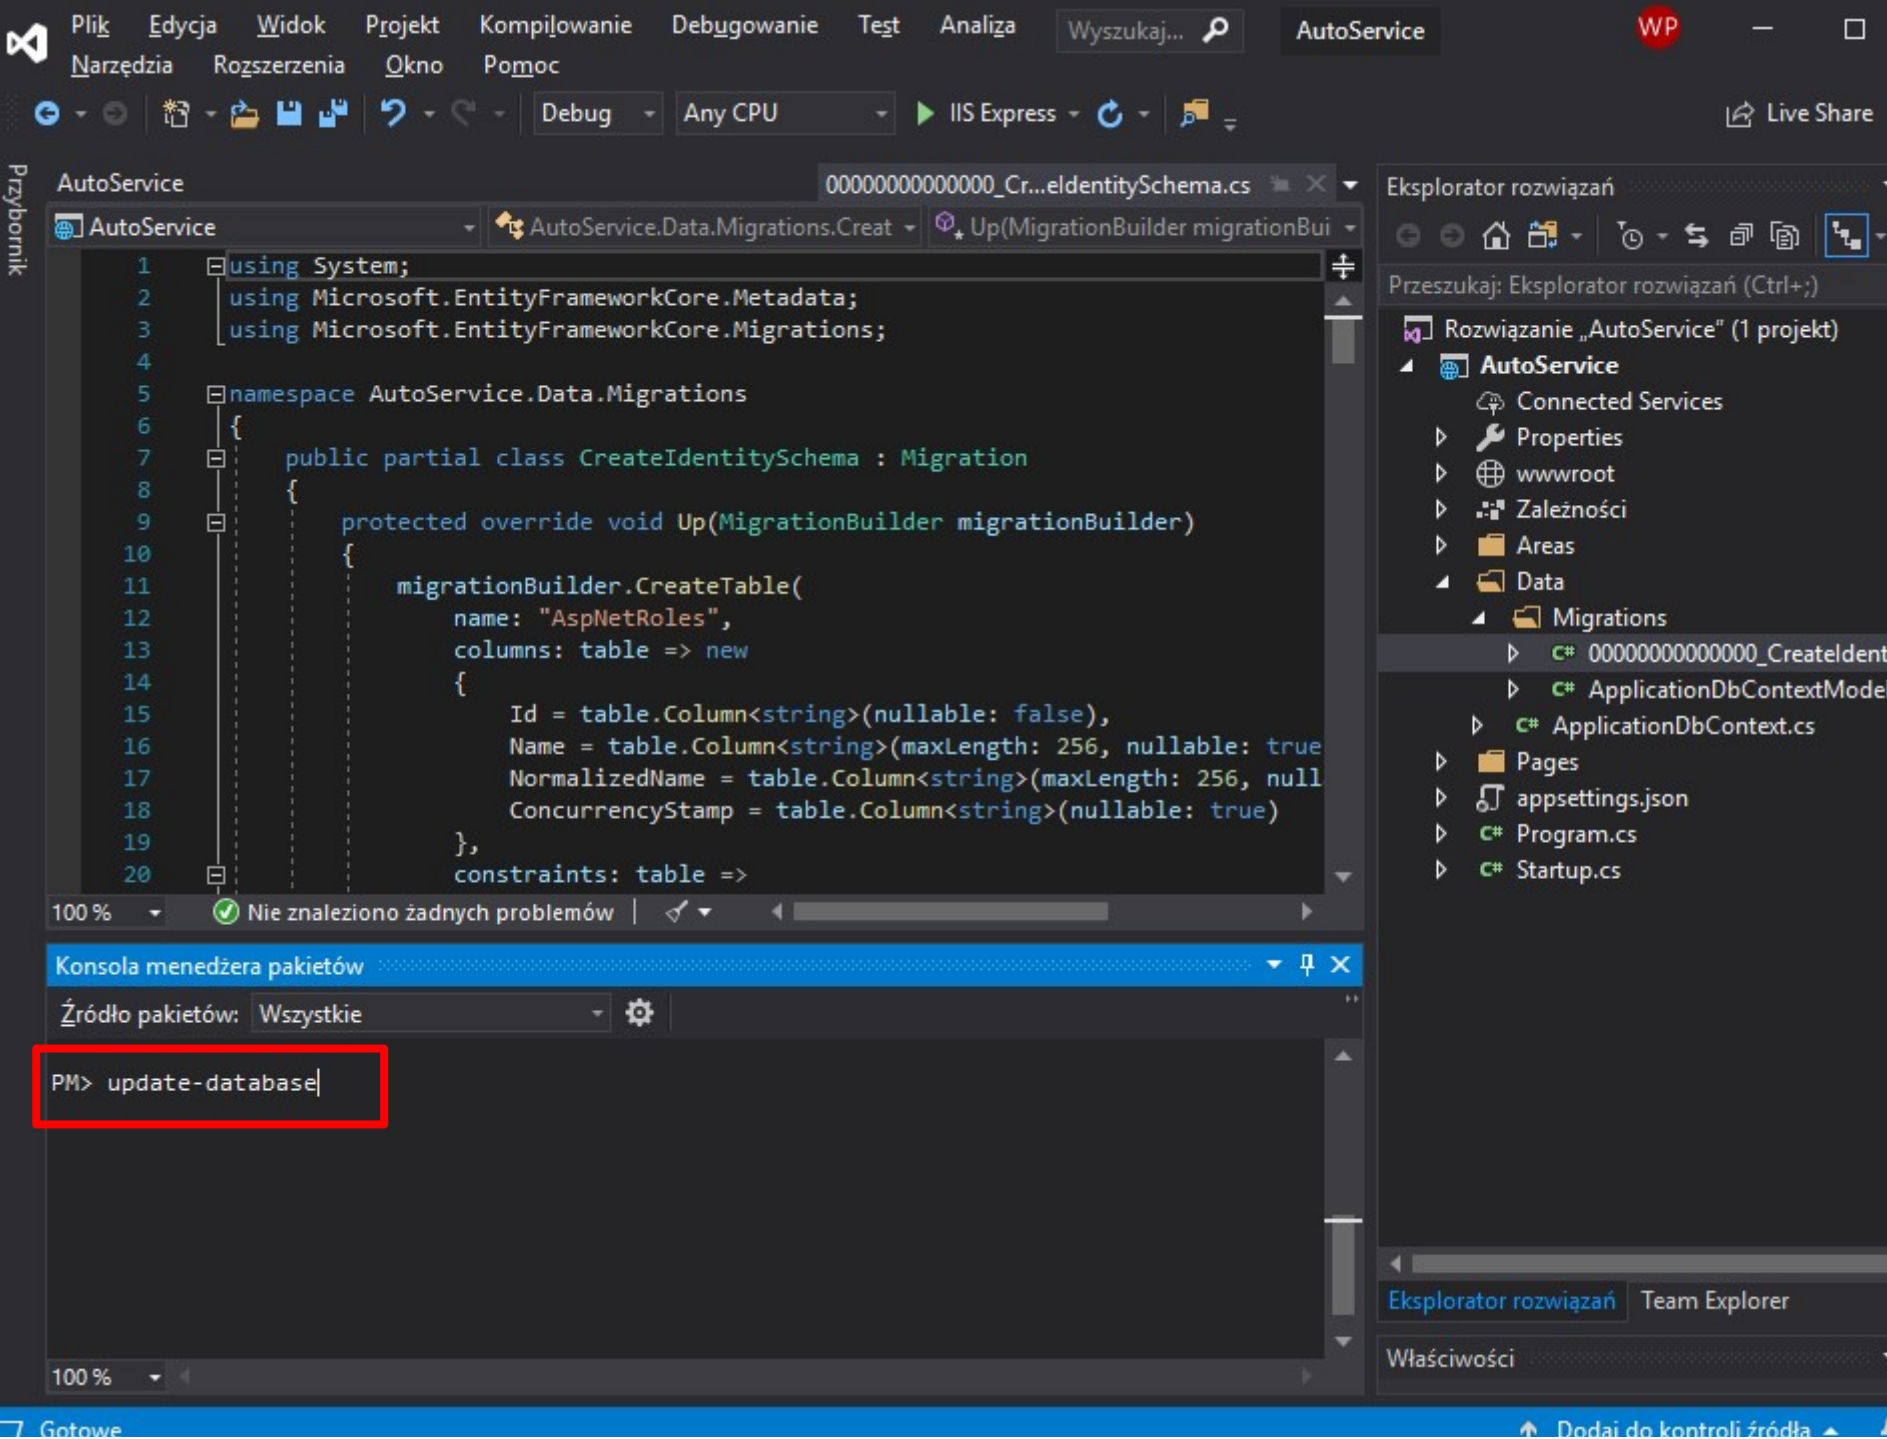 Plik Edycja Widok Projekt Kompilowanie Debugowanie Test Analiza Wyszukaj... AutoService WP
Narzędzia Rozszerzenia Okno Pomoc
Debug Any CPU IIS Express Live Share
Przybornik
AutoService 00000000000000_Cr...eIdentitySchema.cs
AutoService AutoService.Data.Migrations.Creat Up(MigrationBuilder migrationBui
1 using System;
2 using Microsoft.EntityFrameworkCore.Metadata;
3 using Microsoft.EntityFrameworkCore.Migrations;
4
5 namespace AutoService.Data.Migrations
6 {
7 public partial class CreateIdentitySchema : Migration
8 {
9 protected override void Up(MigrationBuilder migrationBuilder)
10 {
11 migrationBuilder.CreateTable(
12 name: "AspNetRoles",
13 columns: table => new
14 {
15 Id = table.Column<string>(nullable: false),
16 Name = table.Column<string>(maxLength: 256, nullable: true
17 NormalizedName = table.Column<string>(maxLength: 256, null
18 ConcurrencyStamp = table.Column<string>(nullable: true)
19 },
20 constraints: table =>
100 % Nie znaleziono żadnych problemów
Konsola menedżera pakietów
Źródło pakietów: Wszystkie
PM> update-database
100 %
Eksplorator rozwiązań
Przeszukaj: Eksplorator rozwiązań (Ctrl+;)
Rozwiązanie „AutoService” (1 projekt)
AutoService
Connected Services
Properties
wwwroot
Zależności
Areas
Data
Migrations
C# 00000000000000_CreateIdent
C# ApplicationDbContextModel
C# ApplicationDbContext.cs
Pages
appsettings.json
C# Program.cs
C# Startup.cs
Eksplorator rozwiązań Team Explorer
Właściwości
Gotowe Dodaj do kontroli źródła